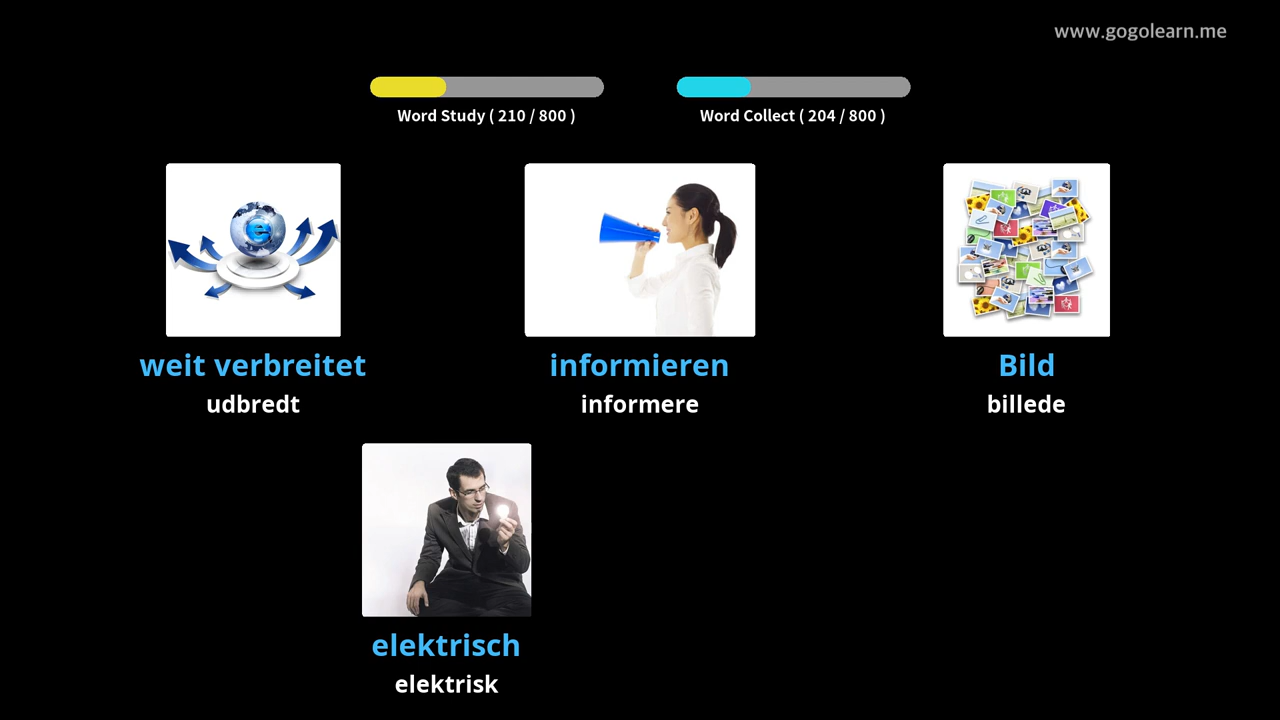 www.gogolearn.me
Word Study ( 210 / 800 )
Word Collect ( 204 / 800 )
weit verbreitet
udbredt
informieren
informere
Bild
billede
elektrisch
elektrisk